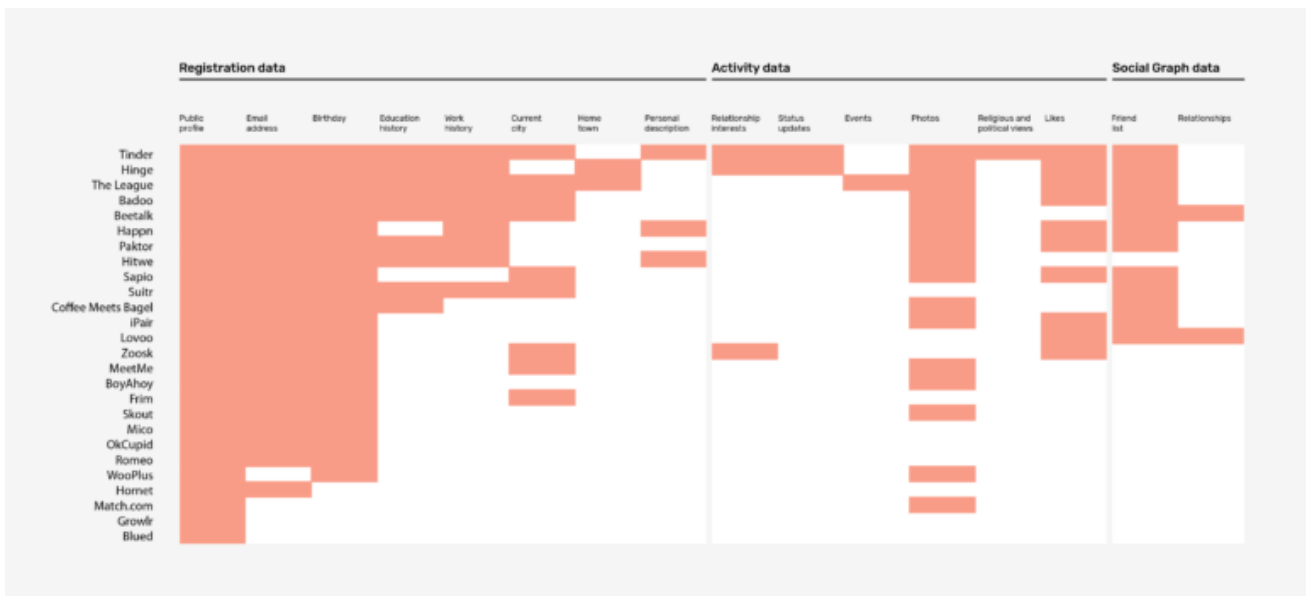 Registration data
Activity data
Social Graph data
Public
profile
Email
address
Birthday
Education
history
Work
history
Current
city
Home
town
Personal
description
Relationship
interests
Status
updates
Events
Photos
Religious and
political views
Likes
Friend
list
Relationships
Tinder
Hinge
The League
Badoo
Beetalk
Happn
Paktor
Hitwe
Sapio
Suitr
Coffee Meets Bagel
iPair
Lovoo
Zoosk
MeetMe
BoyAhoy
Frim
Skout
Mico
OkCupid
Romeo
WooPlus
Hornet
Match.com
Growlr
Blued